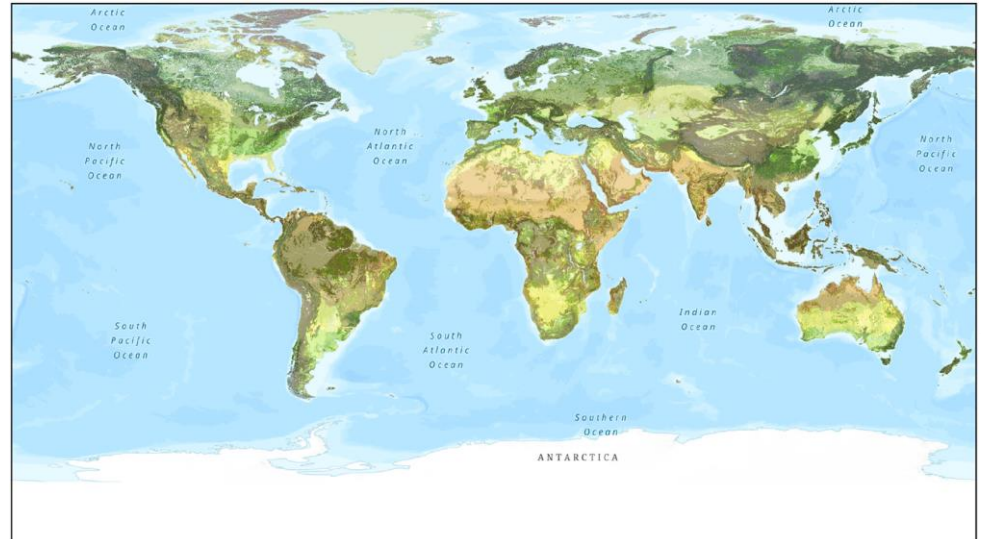 Arctic
Ocean
Arctic
Ocean
North
Pacific
Ocean
North
Atlantic
Ocean
North
Pacific
Ocean
South
Pacific
Ocean
South
Atlantic
Ocean
Indian
Ocean
Southern
Ocean
ANTARCTICA